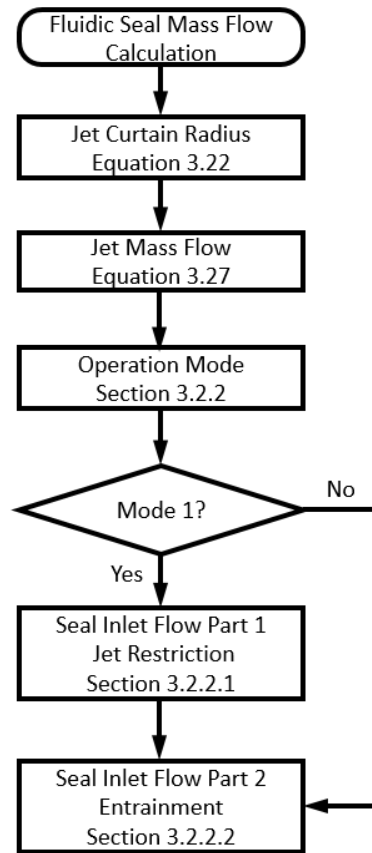 Fluidic Seal Mass Flow
Calculation
Jet Curtain Radius
Equation 3.22
Jet Mass Flow
Equation 3.27
Operation Mode
Section 3.2.2
Mode 1?
No
Yes
Seal Inlet Flow Part 1
Jet Restriction
Section 3.2.2.1
Seal Inlet Flow Part 2
Entrainment
Section 3.2.2.2